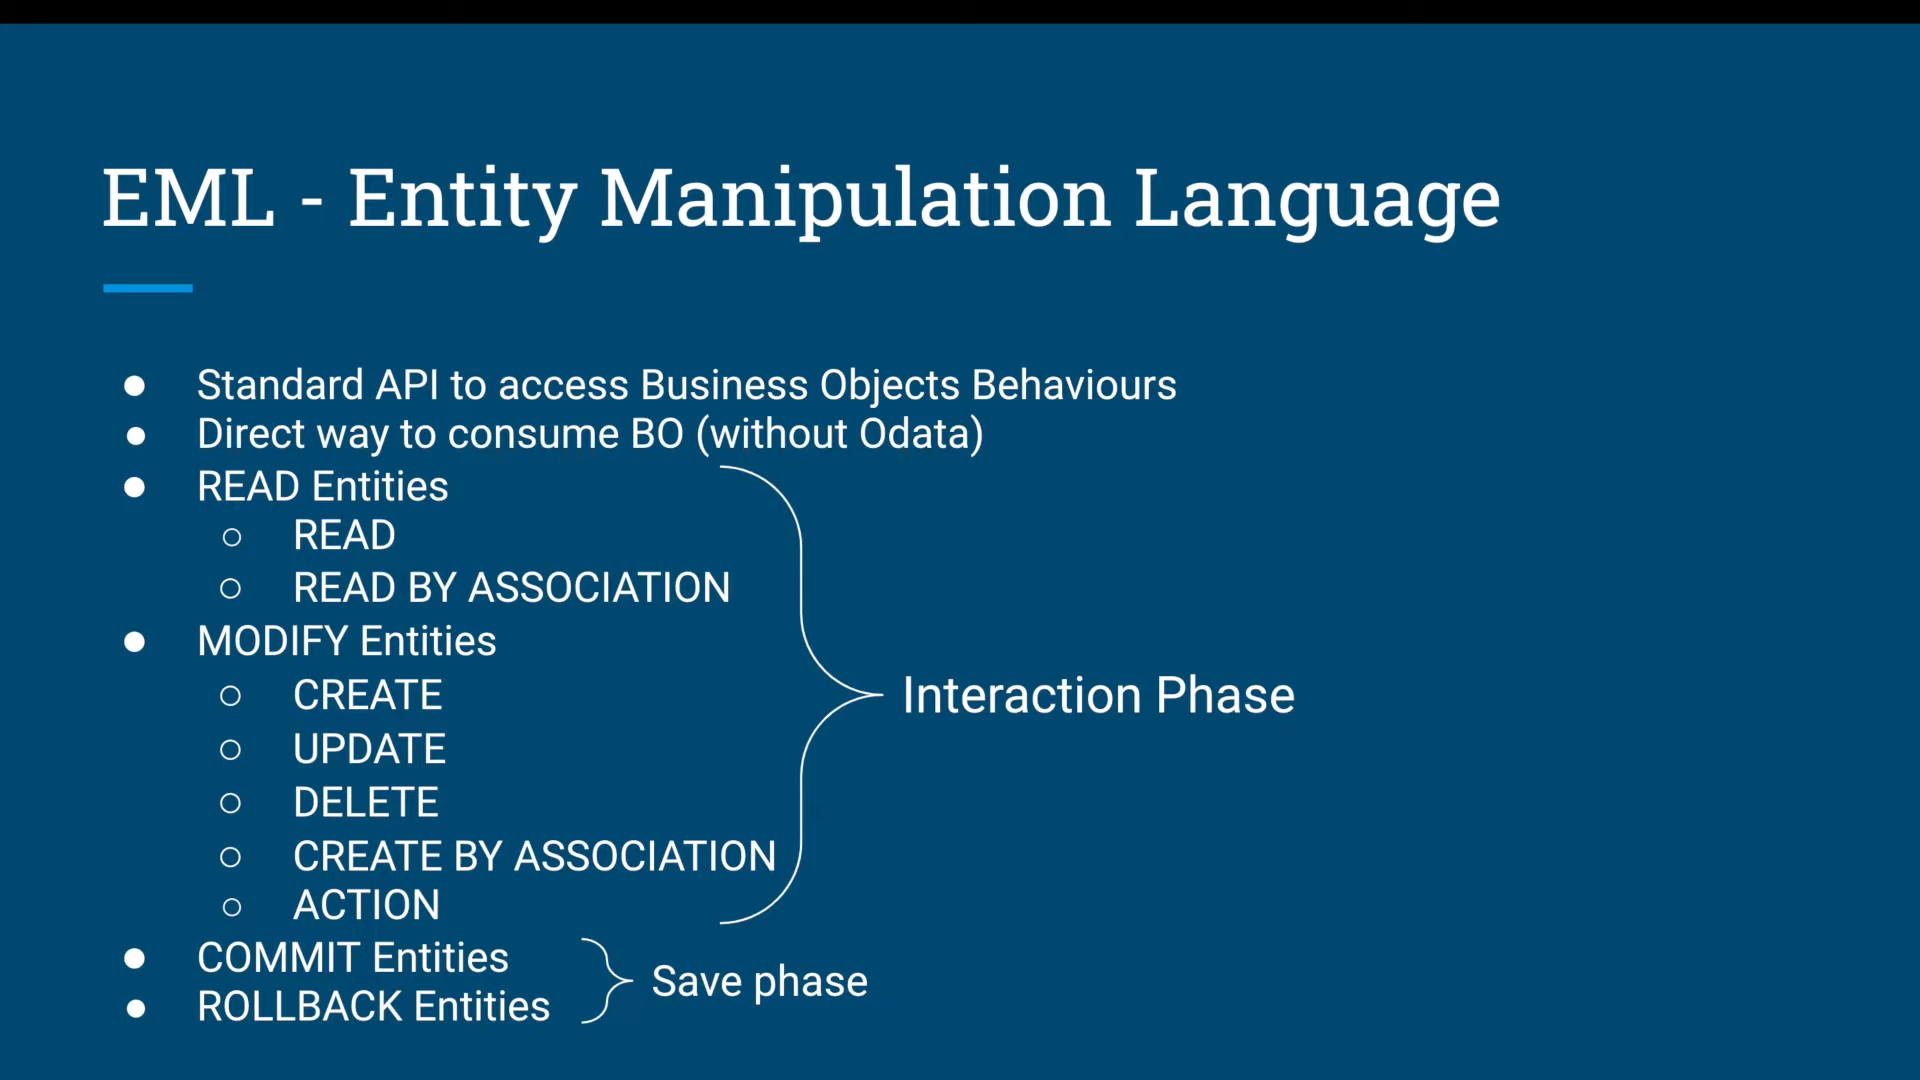 EML - Entity Manipulation Language
Standard API to access Business Objects Behaviours
Direct way to consume BO (without Odata)
READ Entities
READ
READ BY ASSOCIATION
MODIFY Entities
CREATE
UPDATE
DELETE
CREATE BY ASSOCIATION
ACTION
Interaction Phase
COMMIT Entities
ROLLBACK Entities
Save phase